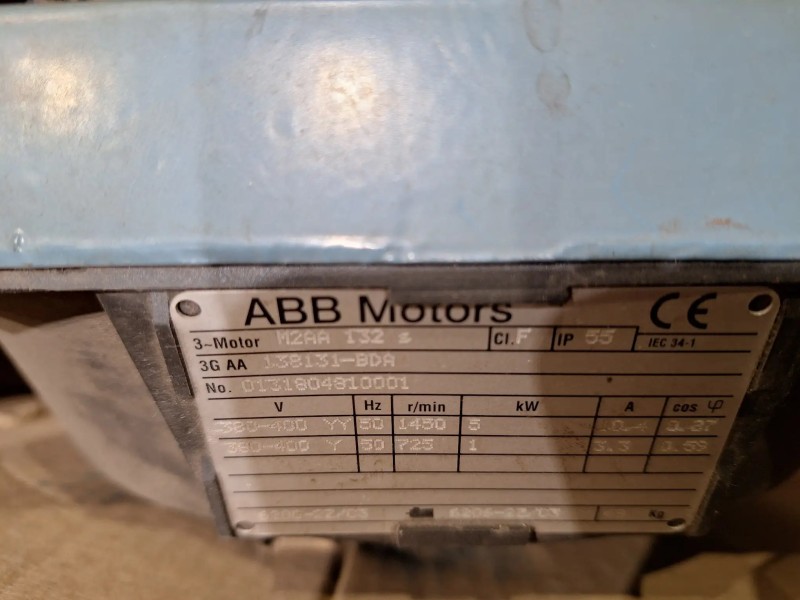 ABB Motors CE
3~Motor M2AA 132 s Cl. F IP 55 IEC 34-1
3G AA 138131-BDA
No. 0131804810001
V Hz r/min kW A cos φ
380-400 YY 50 1450 5
380-400 Y 50 725 1
Kg